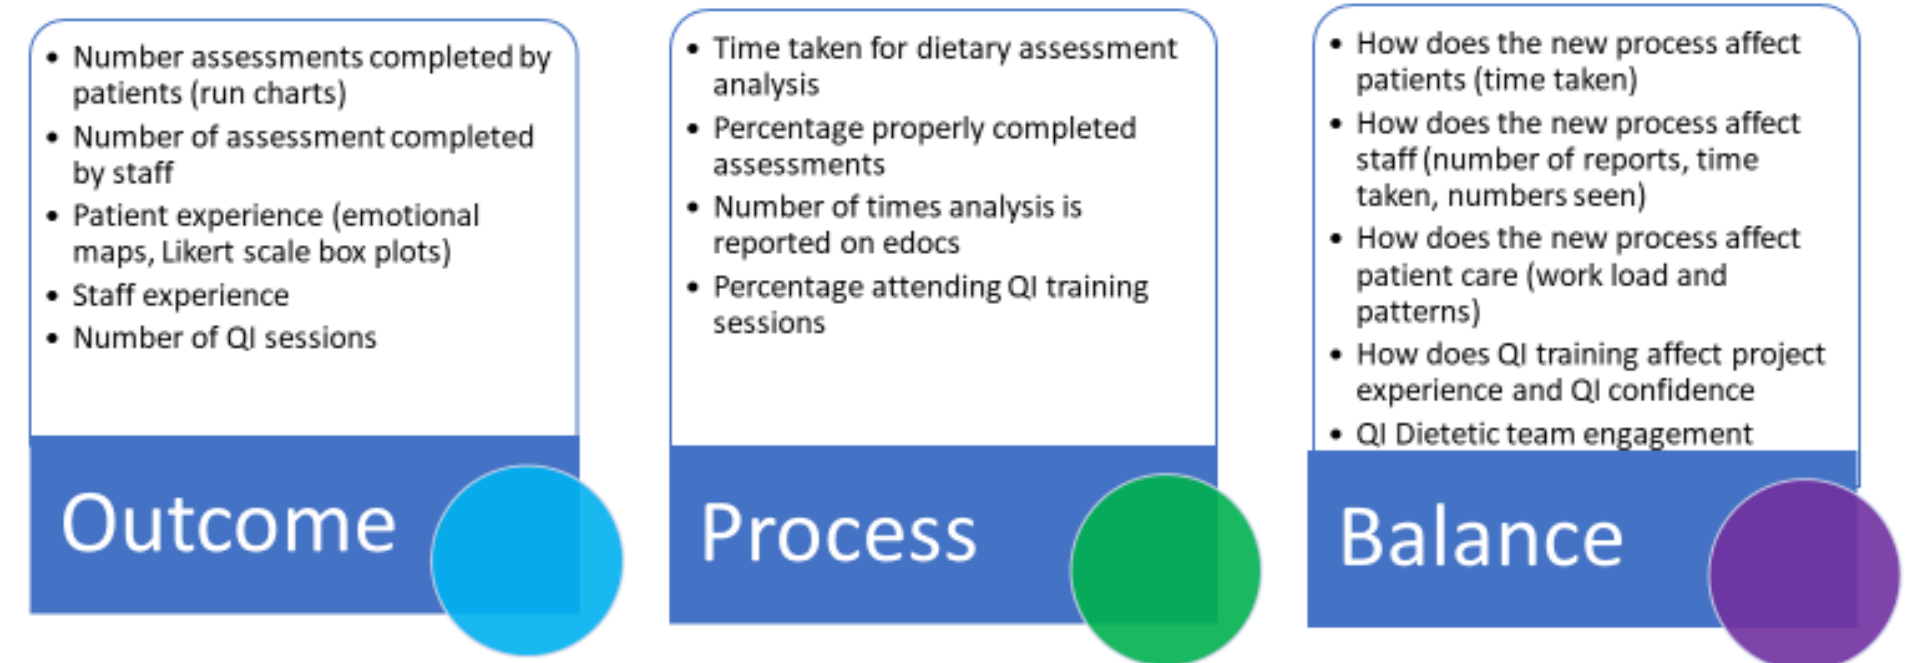 • Number assessments completed by
patients (run charts)
• Number of assessment completed
by staff
• Patient experience (emotional
maps, Likert scale box plots)
• Staff experience
• Number of QI sessions
Outcome
• Time taken for dietary assessment
analysis
• Percentage properly completed
assessments
• Number of times analysis is
reported on edocs
• Percentage attending QI training
sessions
Process
• How does the new process affect
patients (time taken)
• How does the new process affect
staff (number of reports, time
taken, numbers seen)
• How does the new process affect
patient care (work load and
patterns)
• How does QI training affect project
experience and QI confidence
• QI Dietetic team engagement
Balance